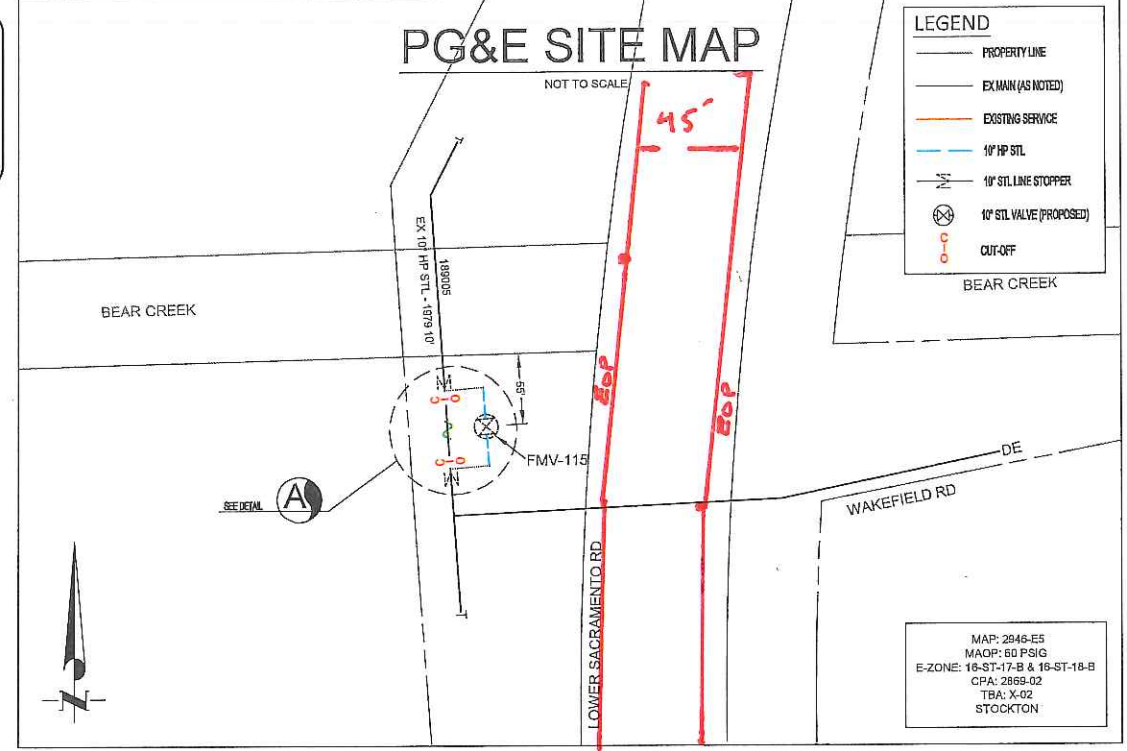 PG&E SITE MAP
NOT TO SCALE
LEGEND
PROPERTY LINE
EX MAIN (AS NOTED)
EXISTING SERVICE
10" HP STL
10" STL LINE STOPPER
10" STL VALVE (PROPOSED)
C
O
CUT-OFF
45'
BEAR CREEK
BEAR CREEK
EX 10" HP STL - 1979 10'
189005
55'
EOP
EOP
C O
C O
FMV-115
SEE DETAIL
A
DE
WAKEFIELD RD
LOWER SACRAMENTO RD
N
MAP: 2946-E5
MAOP: 60 PSIG
E-ZONE: 16-ST-17-B & 16-ST-18-B
CPA: 2869-02
TBA: X-02
STOCKTON